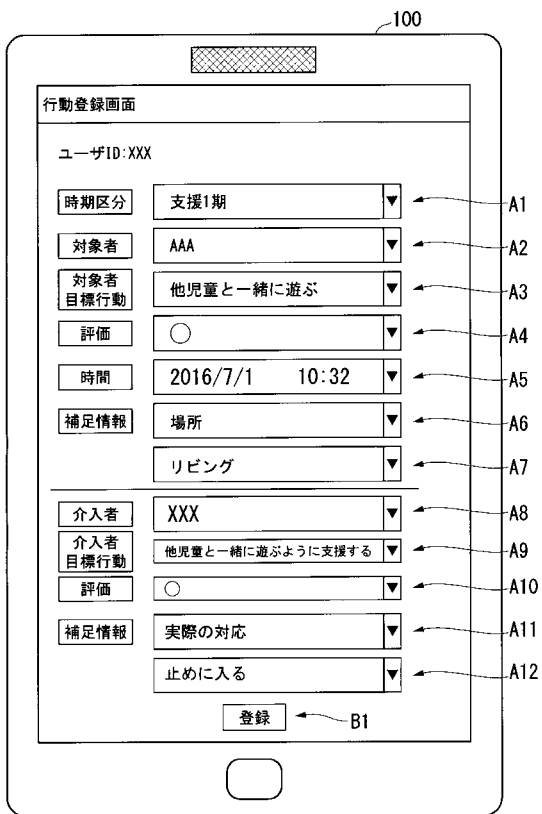 100
行動登録画面
ユーザID:XXX
時期区分 支援1期 A1
対象者 AAA A2
対象者
目標行動 他児童と一緒に遊ぶ A3
評価 ○ A4
時間 2016/7/1 10:32 A5
補足情報 場所 A6
リビング A7
介入者 XXX A8
介入者
目標行動 他児童と一緒に遊ぶように支援する A9
評価 ○ A10
補足情報 実際の対応 A11
止めに入る A12
登録 B1